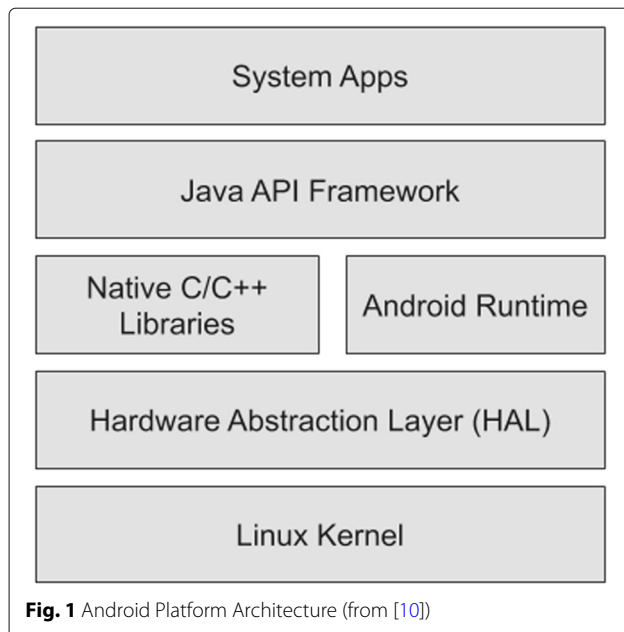 System Apps
Java API Framework
Native C/C++
Libraries
Android Runtime
Hardware Abstraction Layer (HAL)
Linux Kernel
Fig. 1 Android Platform Architecture (from [10])